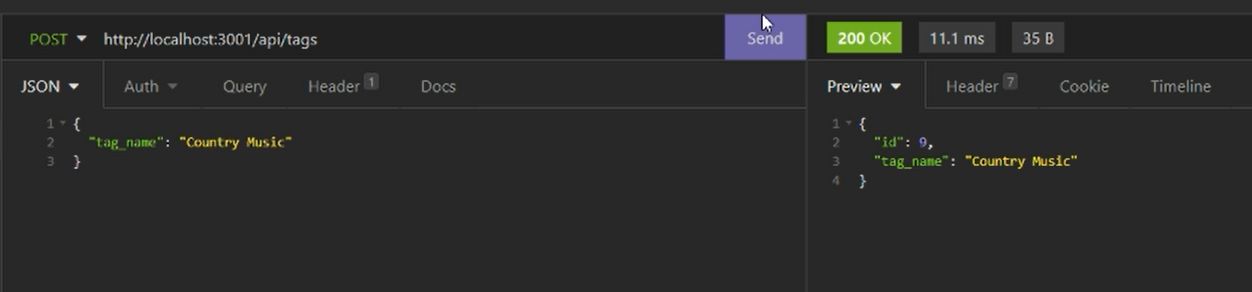 POST http://localhost:3001/api/tags Send 200 OK 11.1 ms 35 B
JSON Auth Query Header 1 Docs
Preview Header 7 Cookie Timeline
1 {
2 "tag_name": "Country Music"
3 }
1 {
2 "id": 9,
3 "tag_name": "Country Music"
4 }